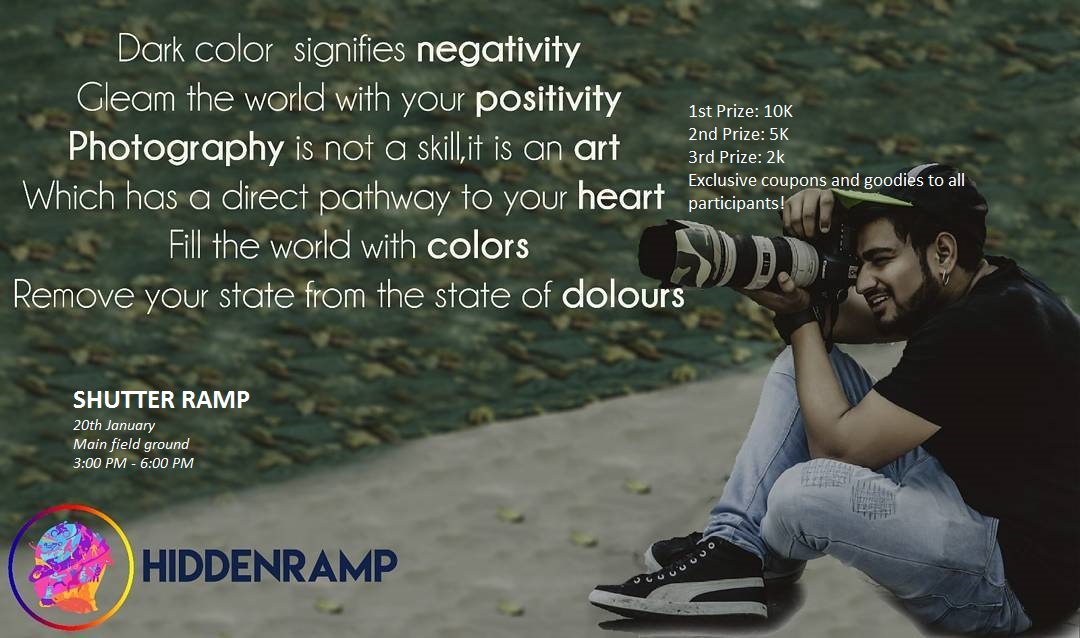 Dark color signifies negativity
Gleam the world with your positivity
Photography is not a skill,it is an art
Which has a direct pathway to your heart
Fill the world with colors
Remove your state from the state of dolours
1st Prize: 10K
2nd Prize: 5K
3rd Prize: 2k
Exclusive coupons and goodies to all
participants!
SHUTTER RAMP
20th January
Main field ground
3:00 PM - 6:00 PM
HIDDENRAMP